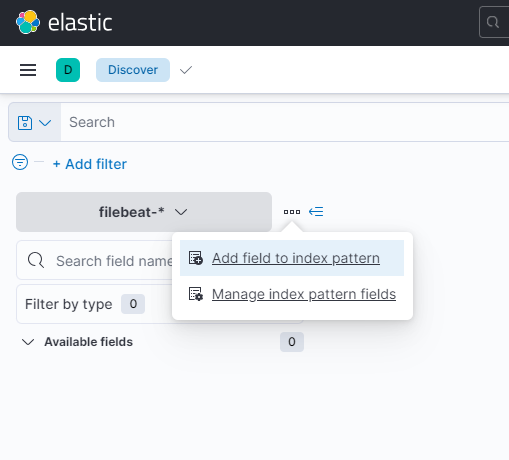 elastic
D
Discover
Search
+ Add filter
filebeat-*
Add field to index pattern
Search field name
Manage index pattern fields
Filter by type 0
Available fields 0